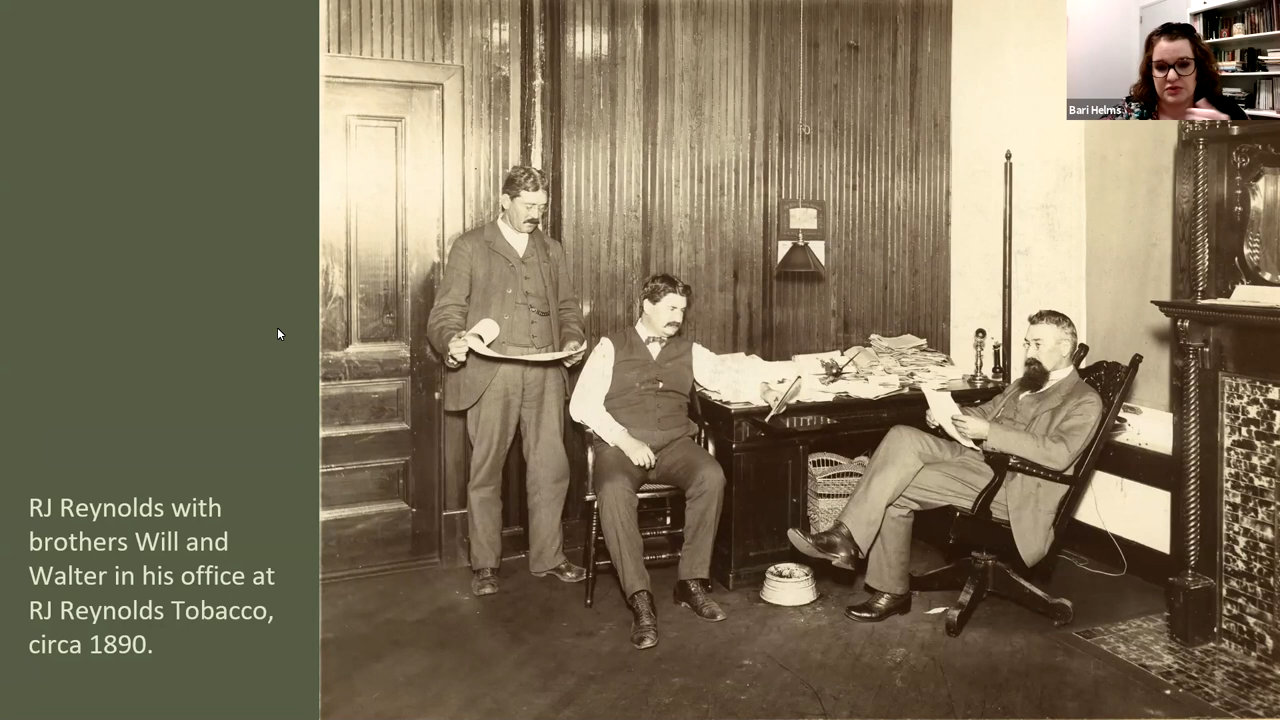 Bari Helms
RJ Reynolds with
brothers Will and
Walter in his office at
RJ Reynolds Tobacco,
circa 1890.